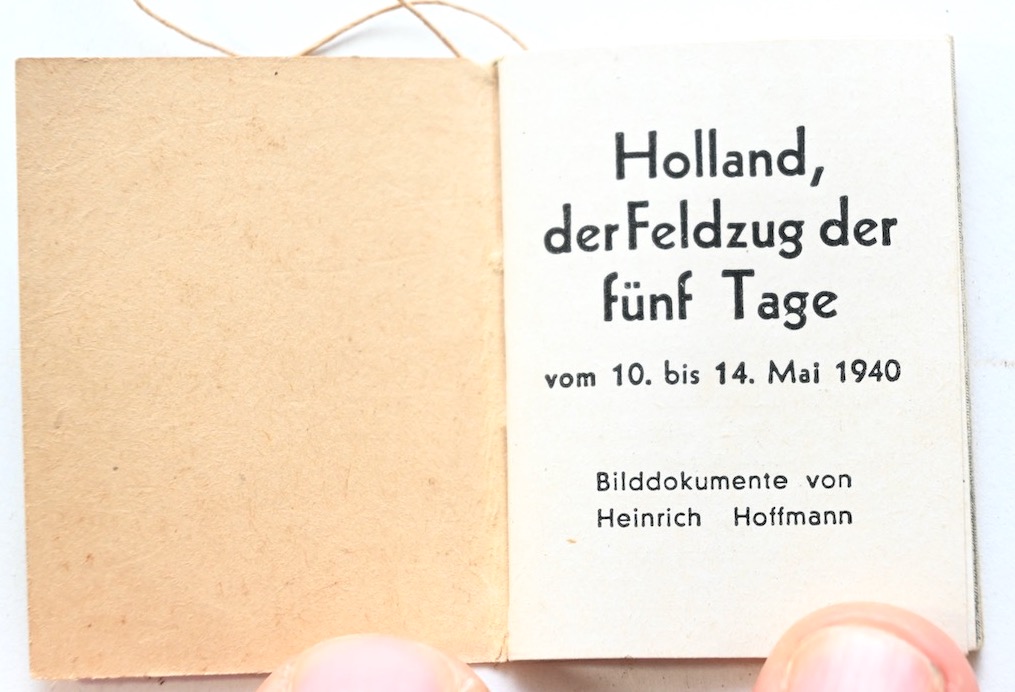 Holland,
der Feldzug der
fünf Tage
vom 10. bis 14. Mai 1940
Bilddokumente von
Heinrich Hoffmann